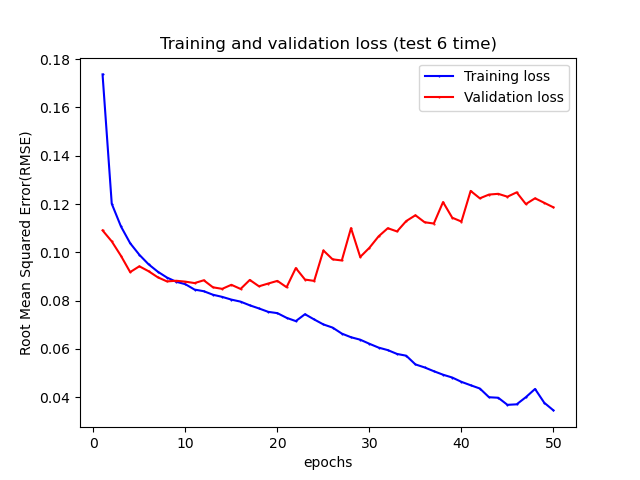 Training and validation loss (test 6 time)
Training loss
Validation loss
Root Mean Squared Error(RMSE)
0.18
0.16
0.14
0.12
0.10
0.08
0.06
0.04
0 10 20 30 40 50
epochs